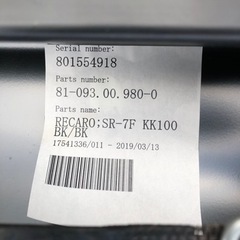 Serial number:
801554918
Parts number:
81-093.00.980-0
Parts name:
RECARO;SR-7F KK100
BK/BK
17541336/011 - 2019/03/13